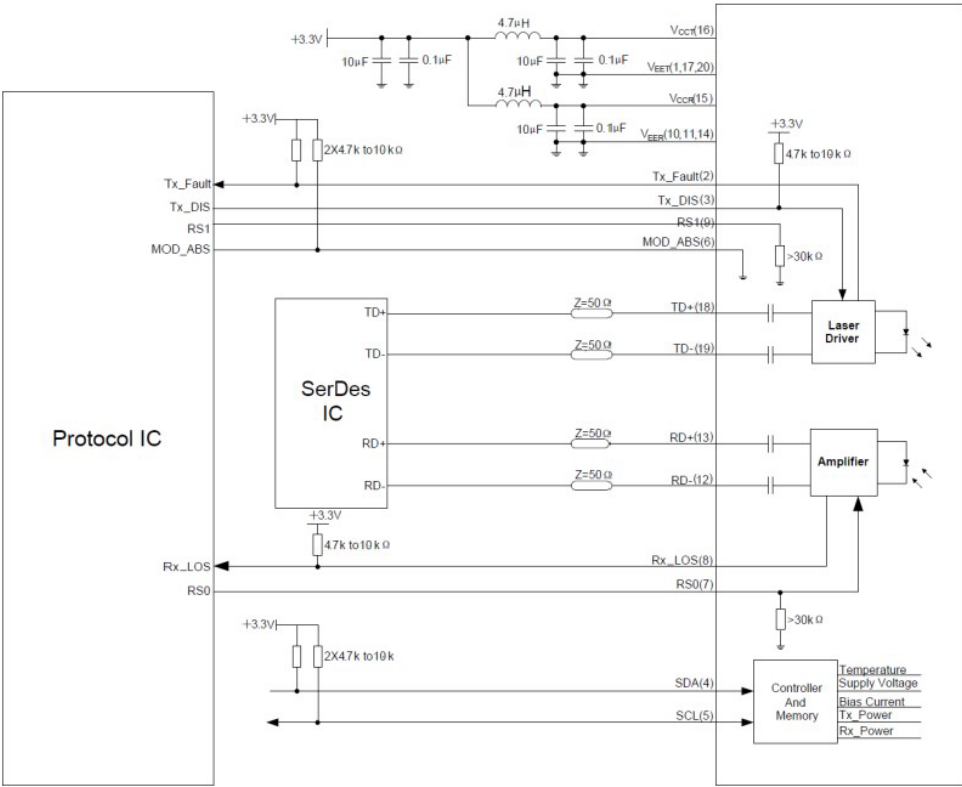 4.7μH
VCCT(16)
+3.3V
10μF
0.1μF
10μF
0.1μF
VEET(1,17,20)
4.7μH
VCCR(15)
+3.3V
10μF
0.1μF
+3.3V
VEER(10,11,14)
2X4.7k to10kΩ
4.7k to10kΩ
Tx_Fault
Tx_Fault(2)
Tx_DIS
Tx_DIS(3)
RS1
RS1(9)
MOD_ABS
MOD_ABS(6)
>30kΩ
TD+
Z=50Ω
TD+(18)
Laser
Driver
TD-
Z=50Ω
TD-(19)
SerDes
IC
Protocol IC
RD+
Z=50Ω
RD+(13)
Amplifier
RD-
Z=50Ω
RD-(12)
+3.3V
4.7k to10kΩ
Rx_LOS
Rx_LOS(8)
RS0
RS0(7)
>30kΩ
+3.3V
2X4.7k to10k
SDA(4)
SCL(5)
Controller
And
Memory
Temperature
Supply Voltage
Bias Current
Tx_Power
Rx_Power